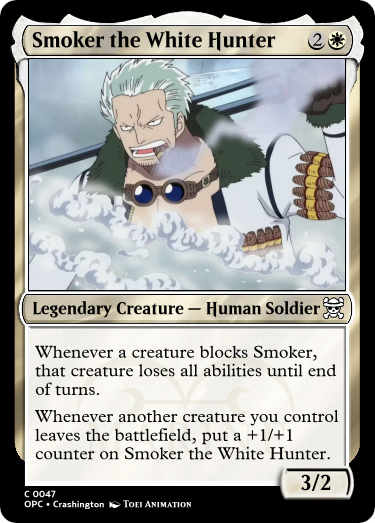 Smoker the White Hunter 2
Legendary Creature — Human Soldier
Whenever a creature blocks Smoker,
that creature loses all abilities until end
of turns.
Whenever another creature you control
leaves the battlefield, put a +1/+1
counter on Smoker the White Hunter.
3/2
C 0047
OPC • Crashington TOEI ANIMATION